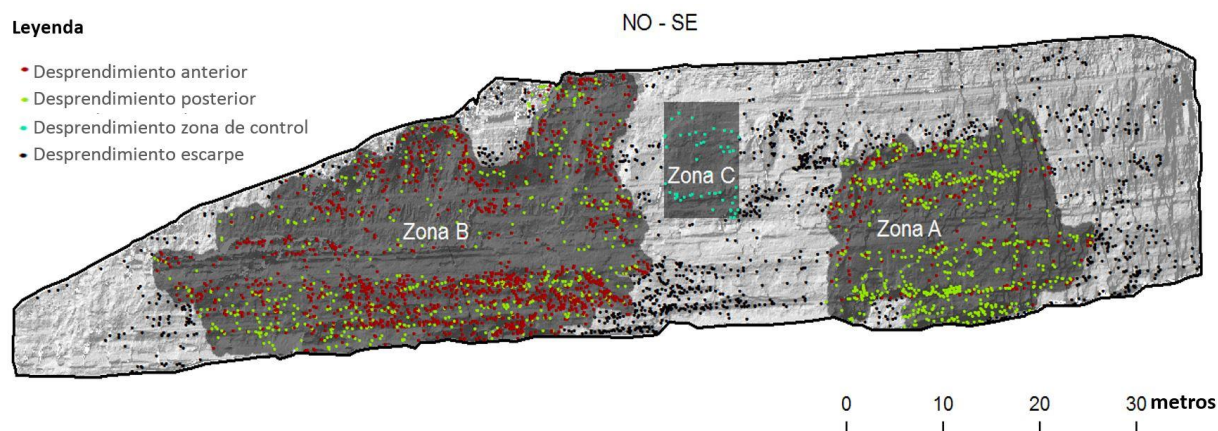 NO - SE
Leyenda
Desprendimiento anterior
Desprendimiento posterior
Desprendimiento zona de control
Desprendimiento escarpe
Zona C
Zona B
Zona A
0 10 20 30 metros